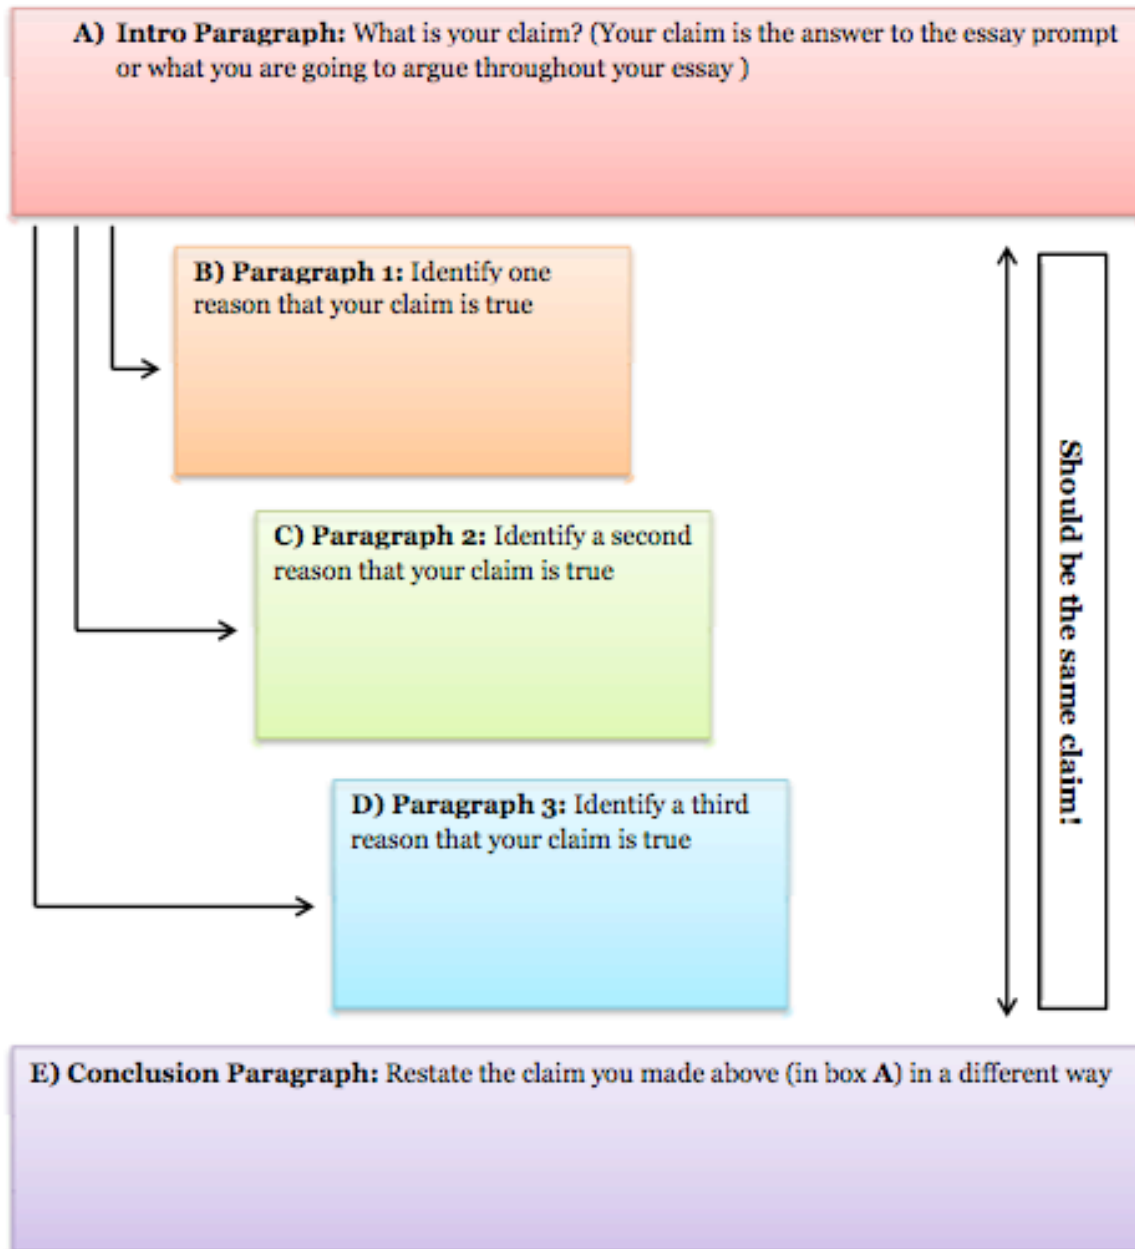 A) Intro Paragraph: What is your claim? (Your claim is the answer to the essay prompt
or what you are going to argue throughout your essay )
B) Paragraph 1: Identify one
reason that your claim is true
C) Paragraph 2: Identify a second
reason that your claim is true
D) Paragraph 3: Identify a third
reason that your claim is true
Should be the same claim!
E) Conclusion Paragraph: Restate the claim you made above (in box A) in a different way